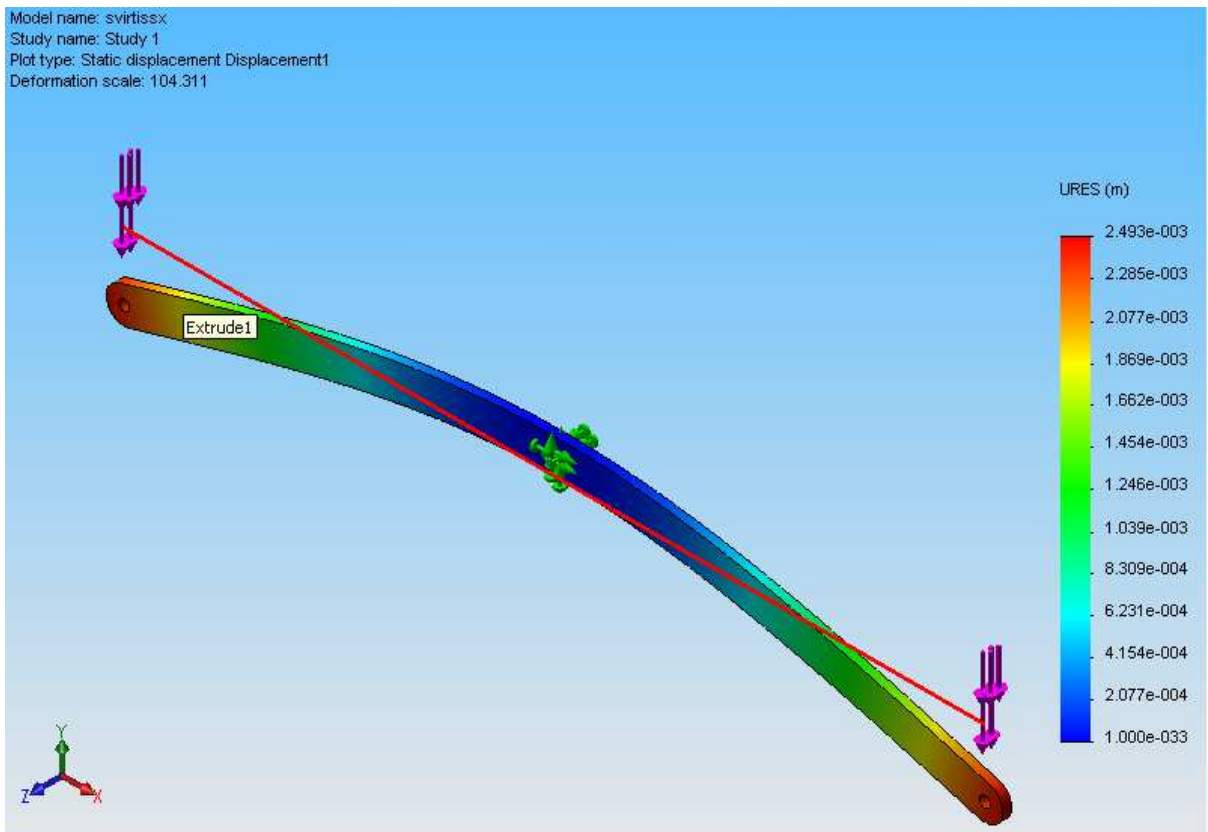 Model name: svirtissx
Study name: Study 1
Plot type: Static displacement Displacement1
Deformation scale: 104.311
URES (m)
2.493e-003
2.285e-003
2.077e-003
1.869e-003
1.662e-003
1.454e-003
1.246e-003
1.039e-003
8.309e-004
6.231e-004
4.154e-004
2.077e-004
1.000e-033
Extrude1
Y
Z
X